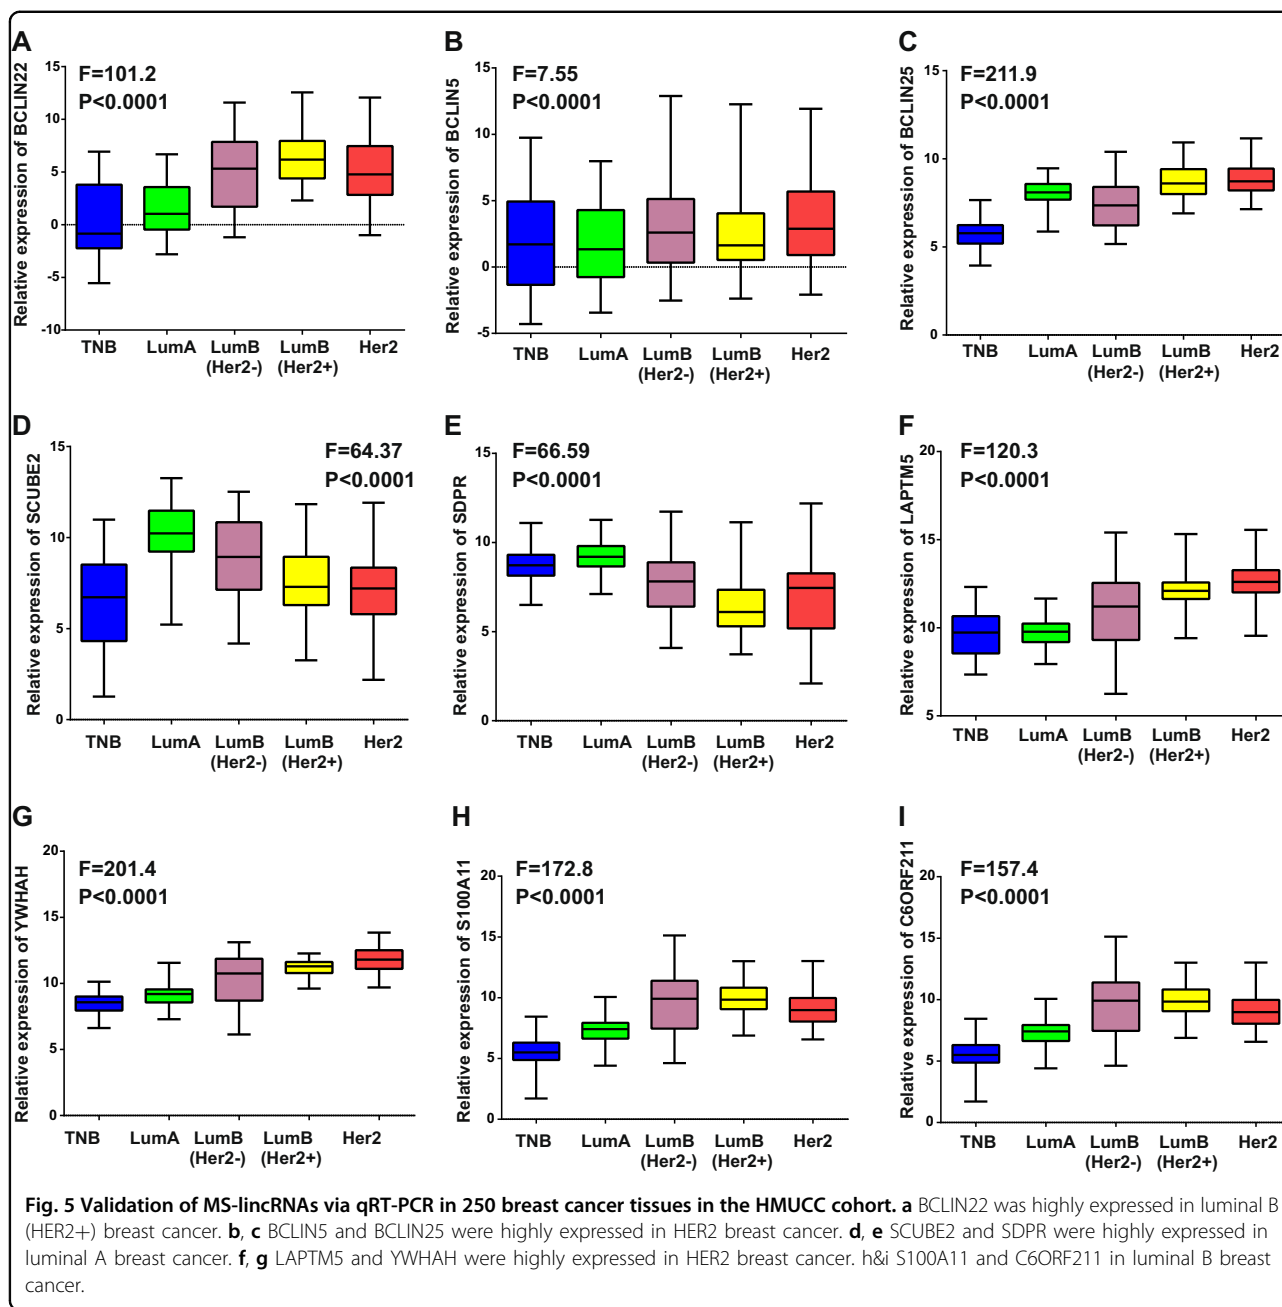 A
F=101.2
P<0.0001
Relative expression of BCLIN22
15
10
5
0
-5
-10
TNB LumA LumB LumB Her2
(Her2-) (Her2+)
B
F=7.55
P<0.0001
Relative expression of BCLIN5
15
10
5
0
-5
TNB LumA LumB LumB Her2
(Her2-) (Her2+)
C
F=211.9
P<0.0001
Relative expression of BCLIN25
15
10
5
0
TNB LumA LumB LumB Her2
(Her2-) (Her2+)
D
F=64.37
P<0.0001
Relative expression of SCUBE2
15
10
5
0
TNB LumA LumB LumB Her2
(Her2-) (Her2+)
E
F=66.59
P<0.0001
Relative expression of SDPR
15
10
5
0
TNB LumA LumB LumB Her2
(Her2-) (Her2+)
F
F=120.3
P<0.0001
Relative expression of LAPTM5
20
15
10
5
TNB LumA LumB LumB Her2
(Her2-) (Her2+)
G
F=201.4
P<0.0001
Relative expression of YWHAH
20
15
10
5
0
TNB LumA LumB LumB Her2
(Her2-) (Her2+)
H
F=172.8
P<0.0001
Relative expression of S100A11
20
15
10
5
0
TNB LumA LumB LumB Her2
(Her2-) (Her2+)
I
F=157.4
P<0.0001
Relative expression of C6ORF211
20
15
10
5
0
TNB LumA LumB LumB Her2
(Her2-) (Her2+)
Fig. 5 Validation of MS-lincRNAs via qRT-PCR in 250 breast cancer tissues in the HMUCC cohort. a BCLIN22 was highly expressed in luminal B
(HER2+) breast cancer. b, c BCLIN5 and BCLIN25 were highly expressed in HER2 breast cancer. d, e SCUBE2 and SDPR were highly expressed in
luminal A breast cancer. f, g LAPTM5 and YWHAH were highly expressed in HER2 breast cancer. h&i S100A11 and C6ORF211 in luminal B breast
cancer.